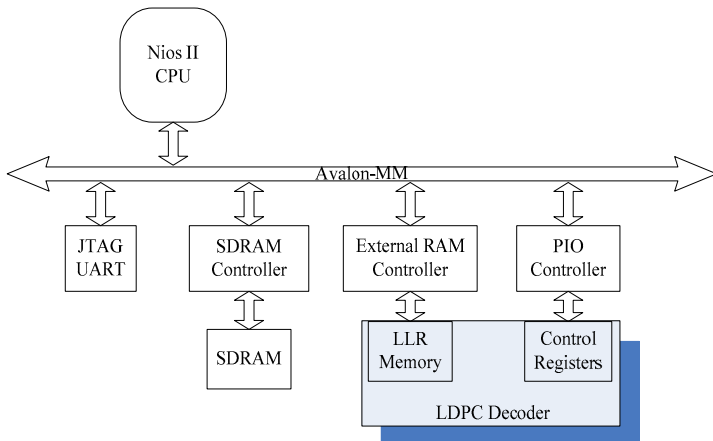 Nios II
CPU
Avalon-MM
JTAG
UART
SDRAM
Controller
External RAM
Controller
PIO
Controller
SDRAM
LLR
Memory
Control
Registers
LDPC Decoder